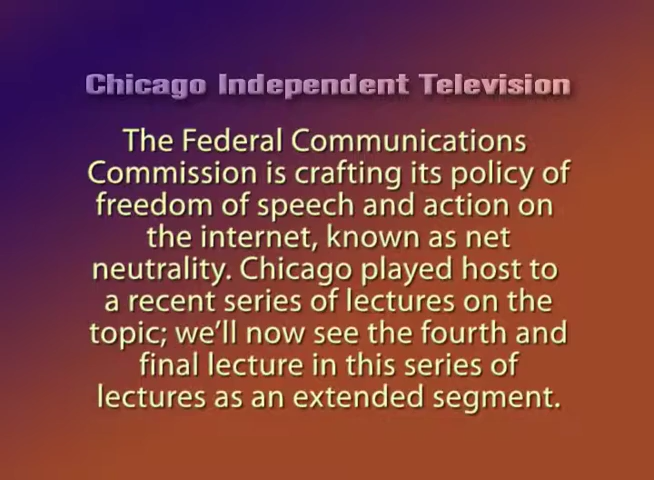 Chicago Independent Television
The Federal Communications
Commission is crafting its policy of
freedom of speech and action on
the internet, known as net
neutrality. Chicago played host to
a recent series of lectures on the
topic; we'll now see the fourth and
final lecture in this series of
lectures as an extended segment.